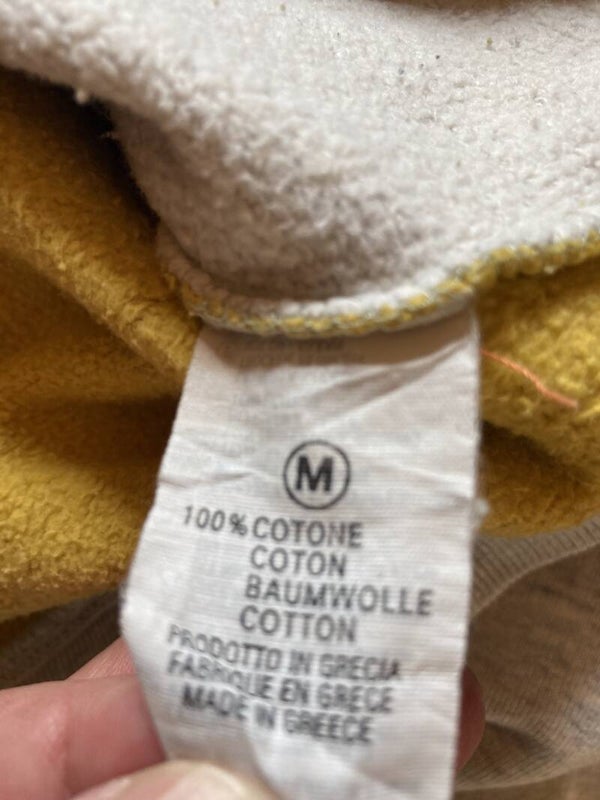 M
100% COTONE
COTON
BAUMWOLLE
COTTON
PRODOTTO IN GRECIA
FABRIQUE EN GRECE
MADE IN GREECE